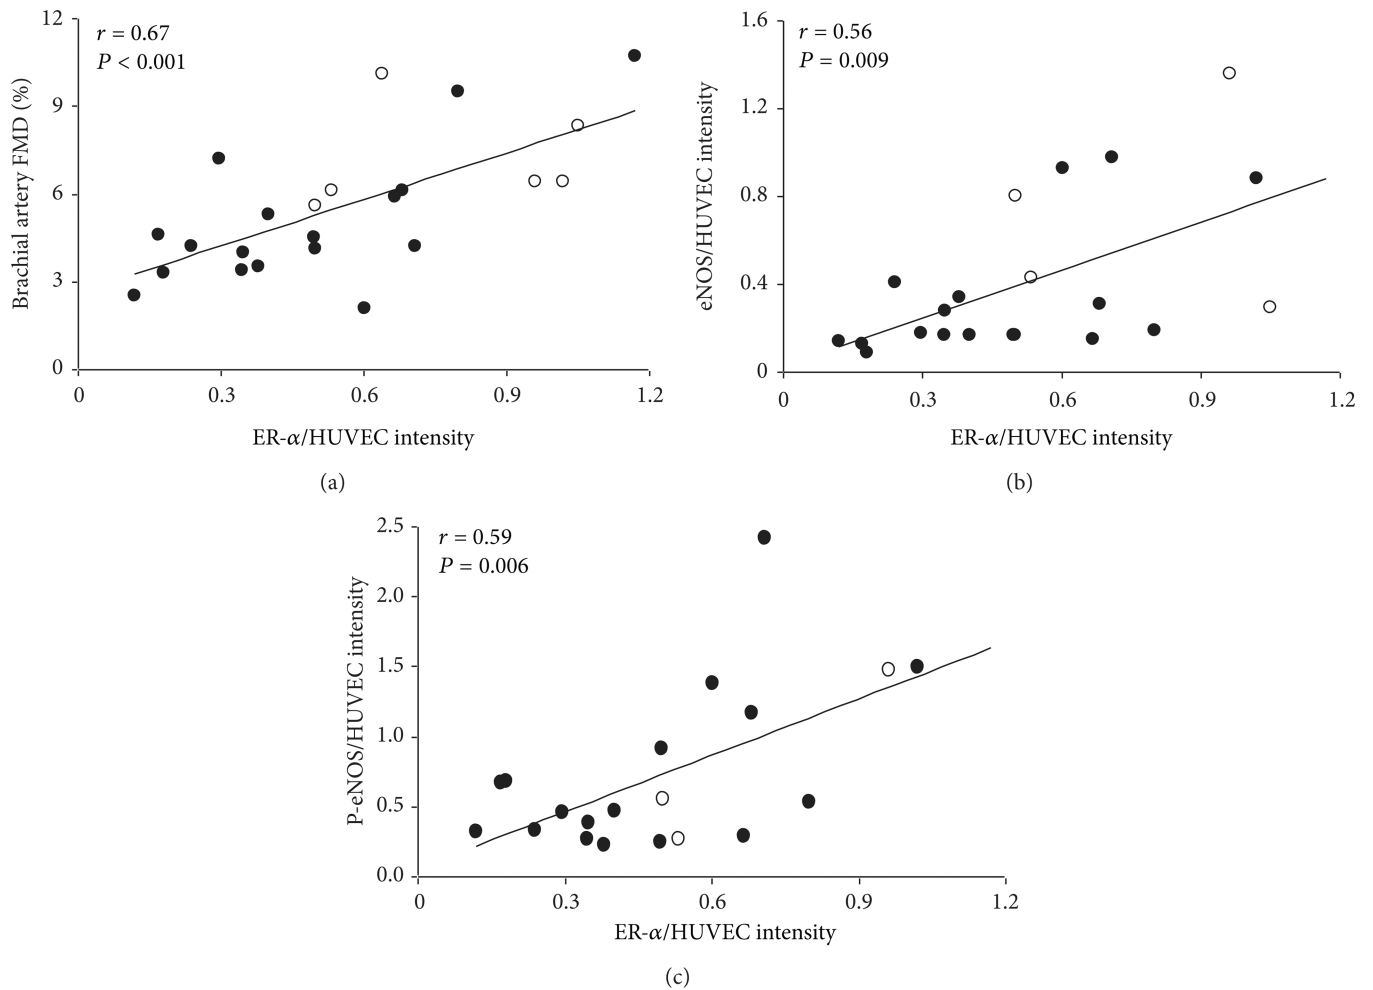 r = 0.67
P < 0.001
Brachial artery FMD (%)
12
9
6
3
0
0 0.3 0.6 0.9 1.2
ER-α/HUVEC intensity
(a)
r = 0.56
P = 0.009
eNOS/HUVEC intensity
1.6
1.2
0.8
0.4
0
0 0.3 0.6 0.9 1.2
ER-α/HUVEC intensity
(b)
r = 0.59
P = 0.006
P-eNOS/HUVEC intensity
2.5
2.0
1.5
1.0
0.5
0.0
0 0.3 0.6 0.9 1.2
ER-α/HUVEC intensity
(c)